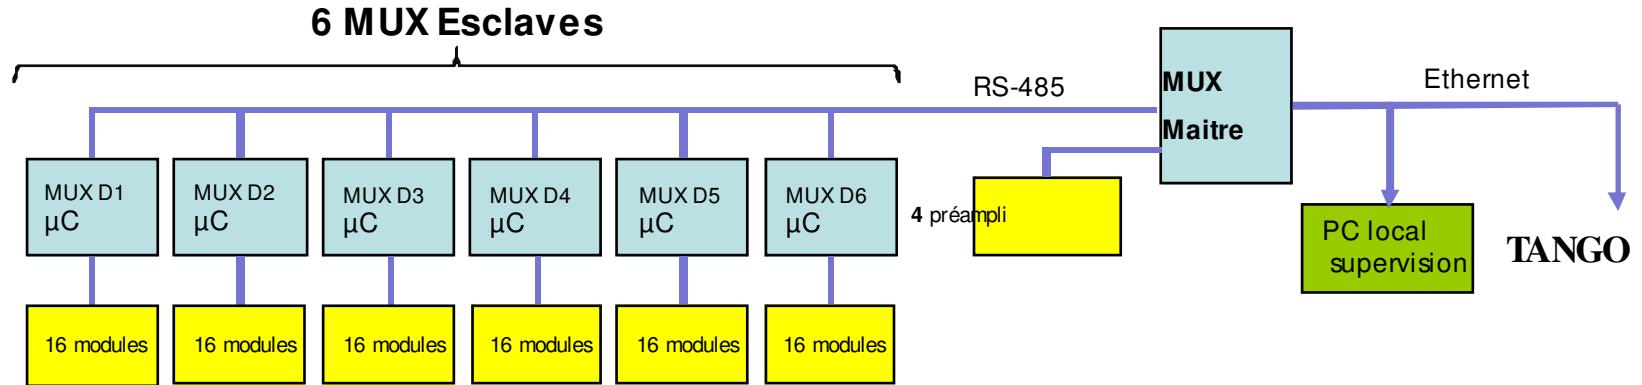 6 MUX Esclaves
RS-485
Ethernet
MUX
Maitre
MUX D1
µC
MUX D2
µC
MUX D3
µC
MUX D4
µC
MUX D5
µC
MUX D6
µC
4 préampli
PC local
supervision
TANGO
16 modules
16 modules
16 modules
16 modules
16 modules
16 modules